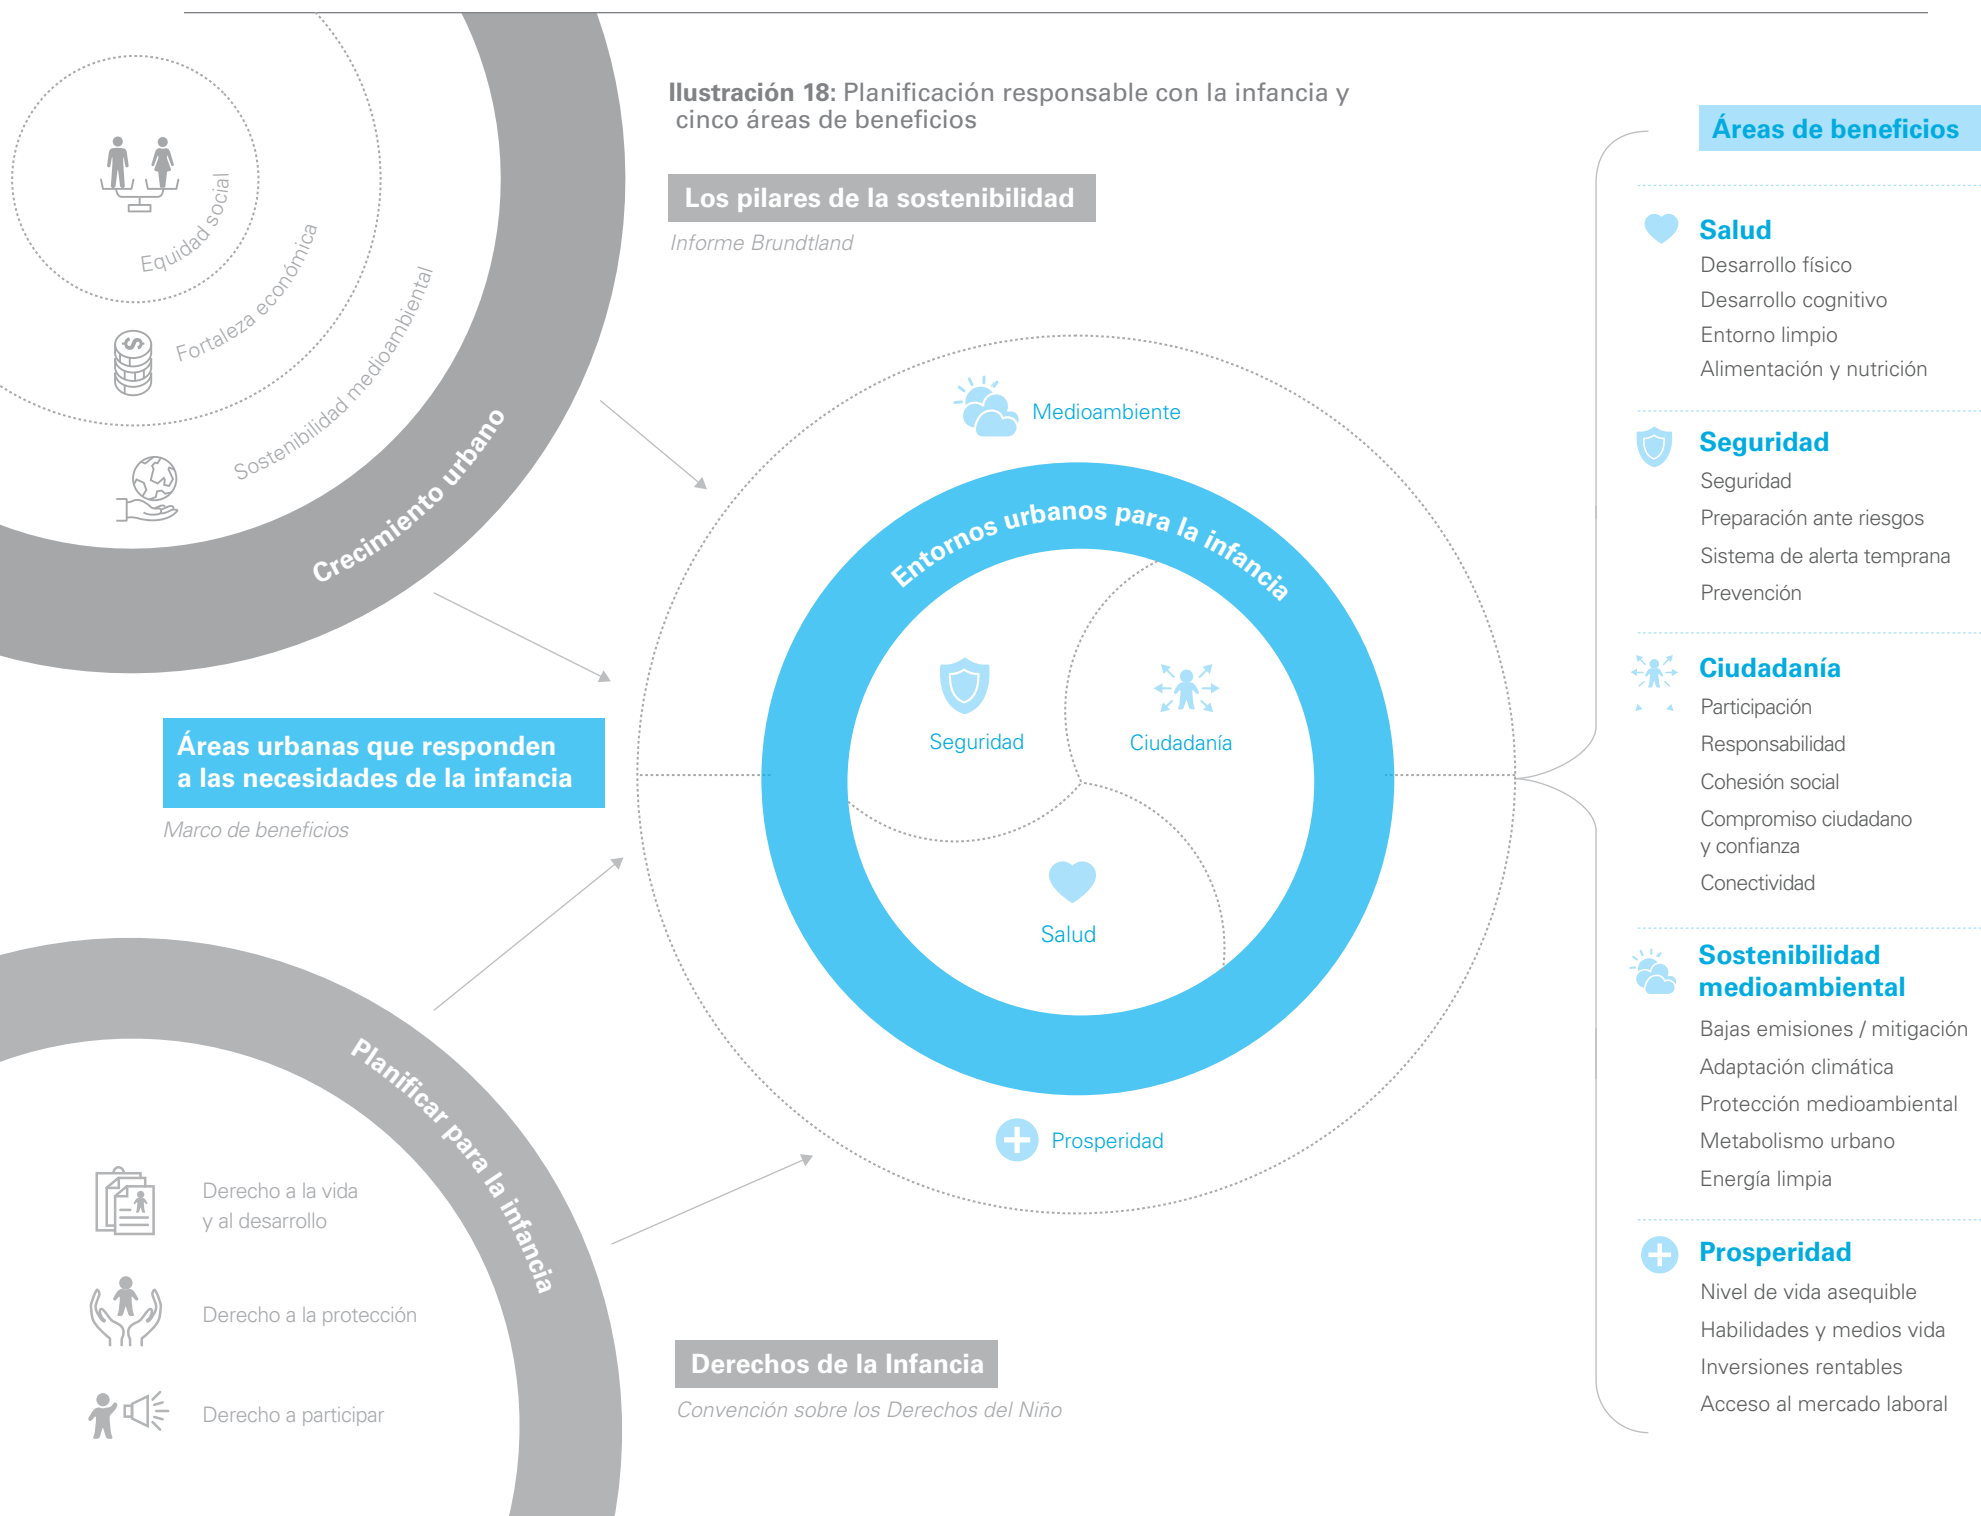 Ilustración 18: Planificación responsable con la infancia y
cinco áreas de beneficios
Los pilares de la sostenibilidad
Informe Brundtland
Equidad social
Fortaleza económica
Sostenibilidad medioambiental
Crecimiento urbano
Áreas urbanas que responden
a las necesidades de la infancia
Marco de beneficios
Medioambiente
Entornos urbanos para la infancia
Seguridad
Ciudadanía
Salud
Prosperidad
Planificar para la infancia
Derecho a la vida
y al desarrollo
Derecho a la protección
Derecho a participar
Derechos de la Infancia
Convención sobre los Derechos del Niño
Áreas de beneficios
Salud
Desarrollo físico
Desarrollo cognitivo
Entorno limpio
Alimentación y nutrición
Seguridad
Seguridad
Preparación ante riesgos
Sistema de alerta temprana
Prevención
Ciudadanía
Participación
Responsabilidad
Cohesión social
Compromiso ciudadano
y confianza
Conectividad
Sostenibilidad
medioambiental
Bajas emisiones / mitigación
Adaptación climática
Protección medioambiental
Metabolismo urbano
Energía limpia
Prosperidad
Nivel de vida asequible
Habilidades y medios vida
Inversiones rentables
Acceso al mercado laboral